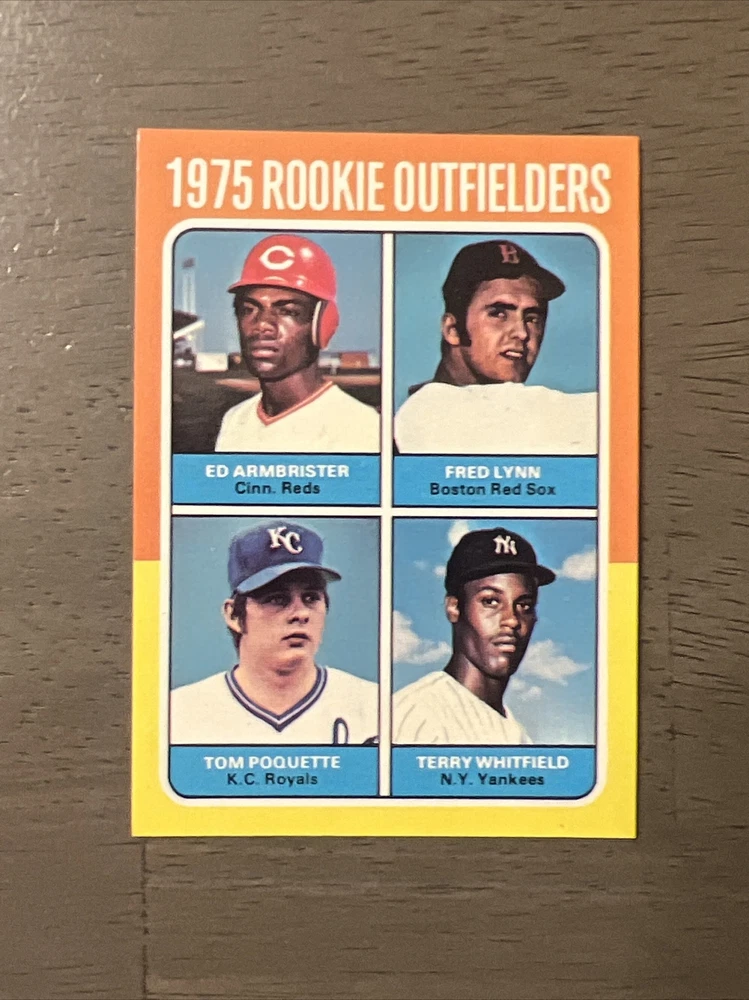 1975 ROOKIE OUTFIELDERS
C
B
ED ARMBRISTER
Cinn. Reds
FRED LYNN
Boston Red Sox
KC
NY
TOM POQUETTE
K.C. Royals
TERRY WHITFIELD
N.Y. Yankees